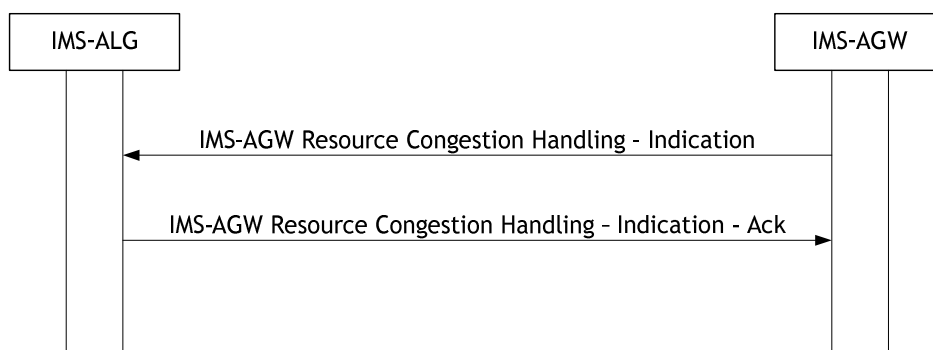 IMS-ALG
IMS-AGW
IMS-AGW Resource Congestion Handling - Indication
IMS-AGW Resource Congestion Handling – Indication - Ack